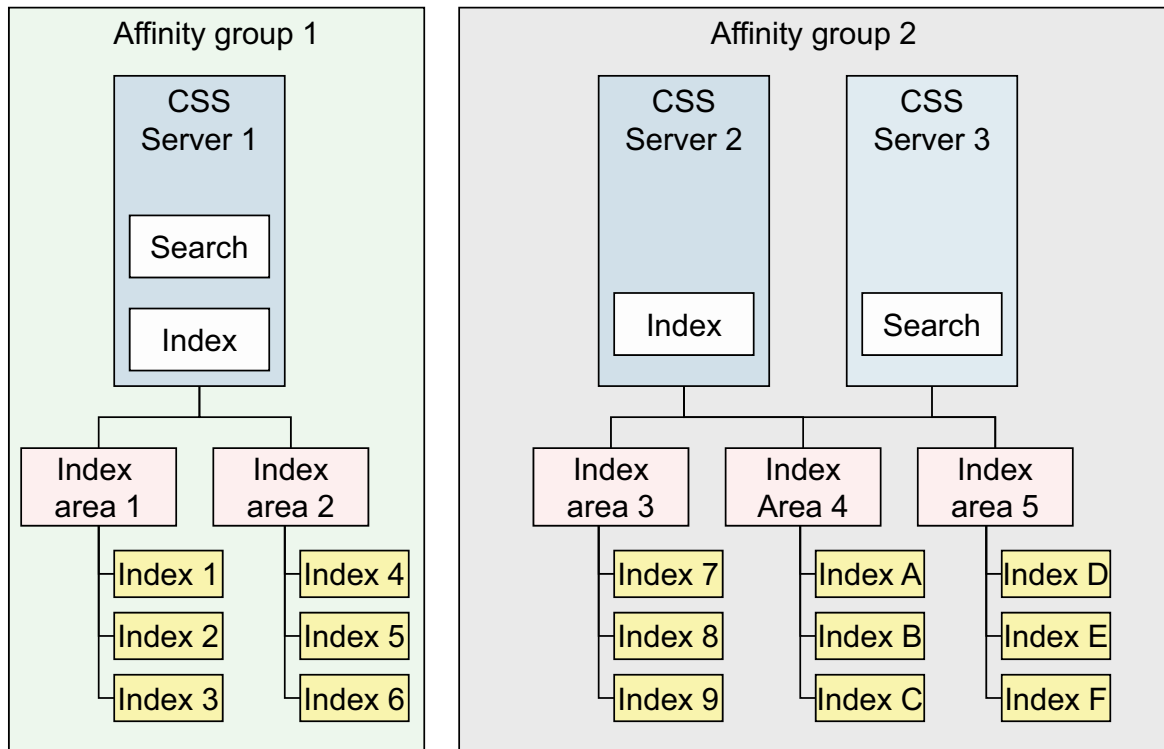 Affinity group 1
CSS
Server 1
Search
Index
Index
area 1
Index
area 2
Index 1
Index 2
Index 3
Index 4
Index 5
Index 6
Affinity group 2
CSS
Server 2
Index
CSS
Server 3
Search
Index
area 3
Index
Area 4
Index
area 5
Index 7
Index 8
Index 9
Index A
Index B
Index C
Index D
Index E
Index F